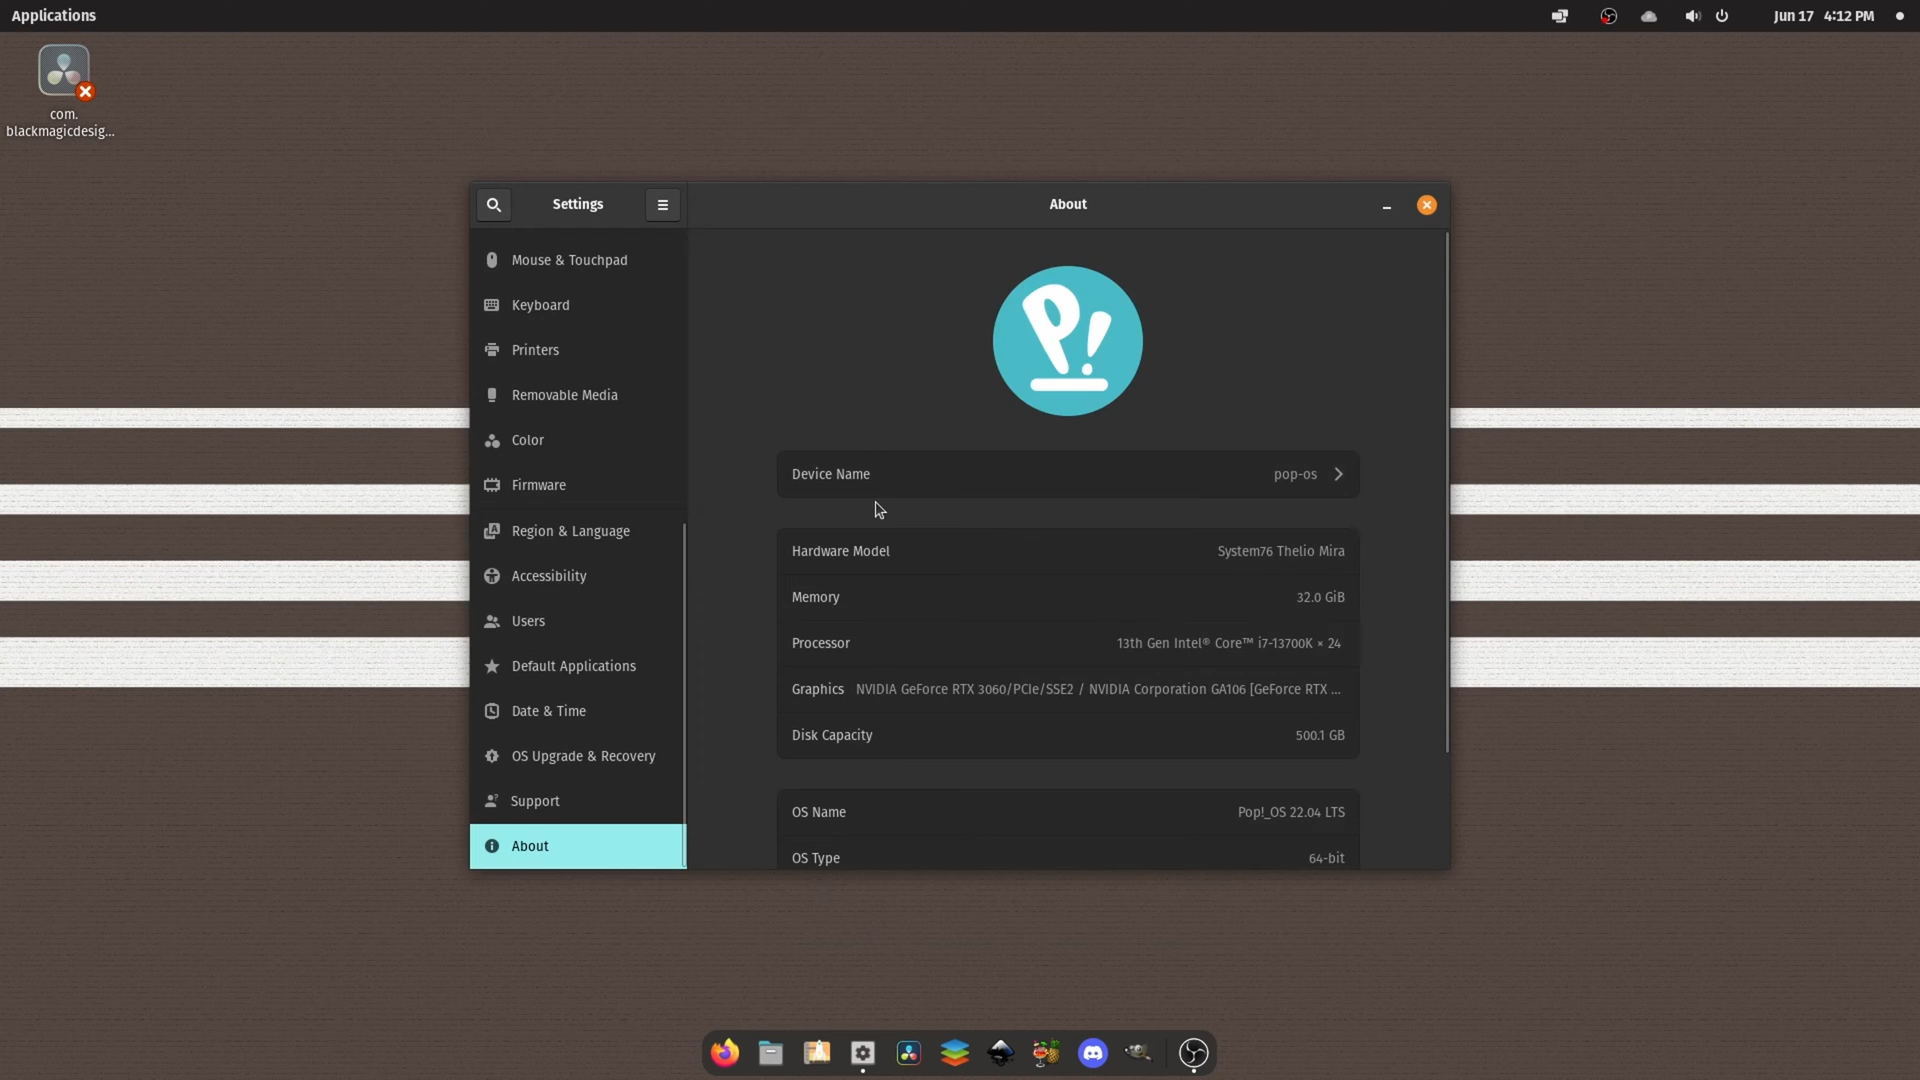 Applications
Jun 17 4:12 PM
com.
blackmagicdesig...
Settings
About
Mouse & Touchpad
Keyboard
Printers
Removable Media
Color
Firmware
Region & Language
Accessibility
Users
Default Applications
Date & Time
OS Upgrade & Recovery
Support
About
P!
Device Name pop-os
Hardware Model System76 Thelio Mira
Memory 32.0 GiB
Processor 13th Gen Intel® Core™ i7-13700K × 24
Graphics NVIDIA GeForce RTX 3060/PCIe/SSE2 / NVIDIA Corporation GA106 [GeForce RTX ...
Disk Capacity 500.1 GB
OS Name Pop!_OS 22.04 LTS
OS Type 64-bit